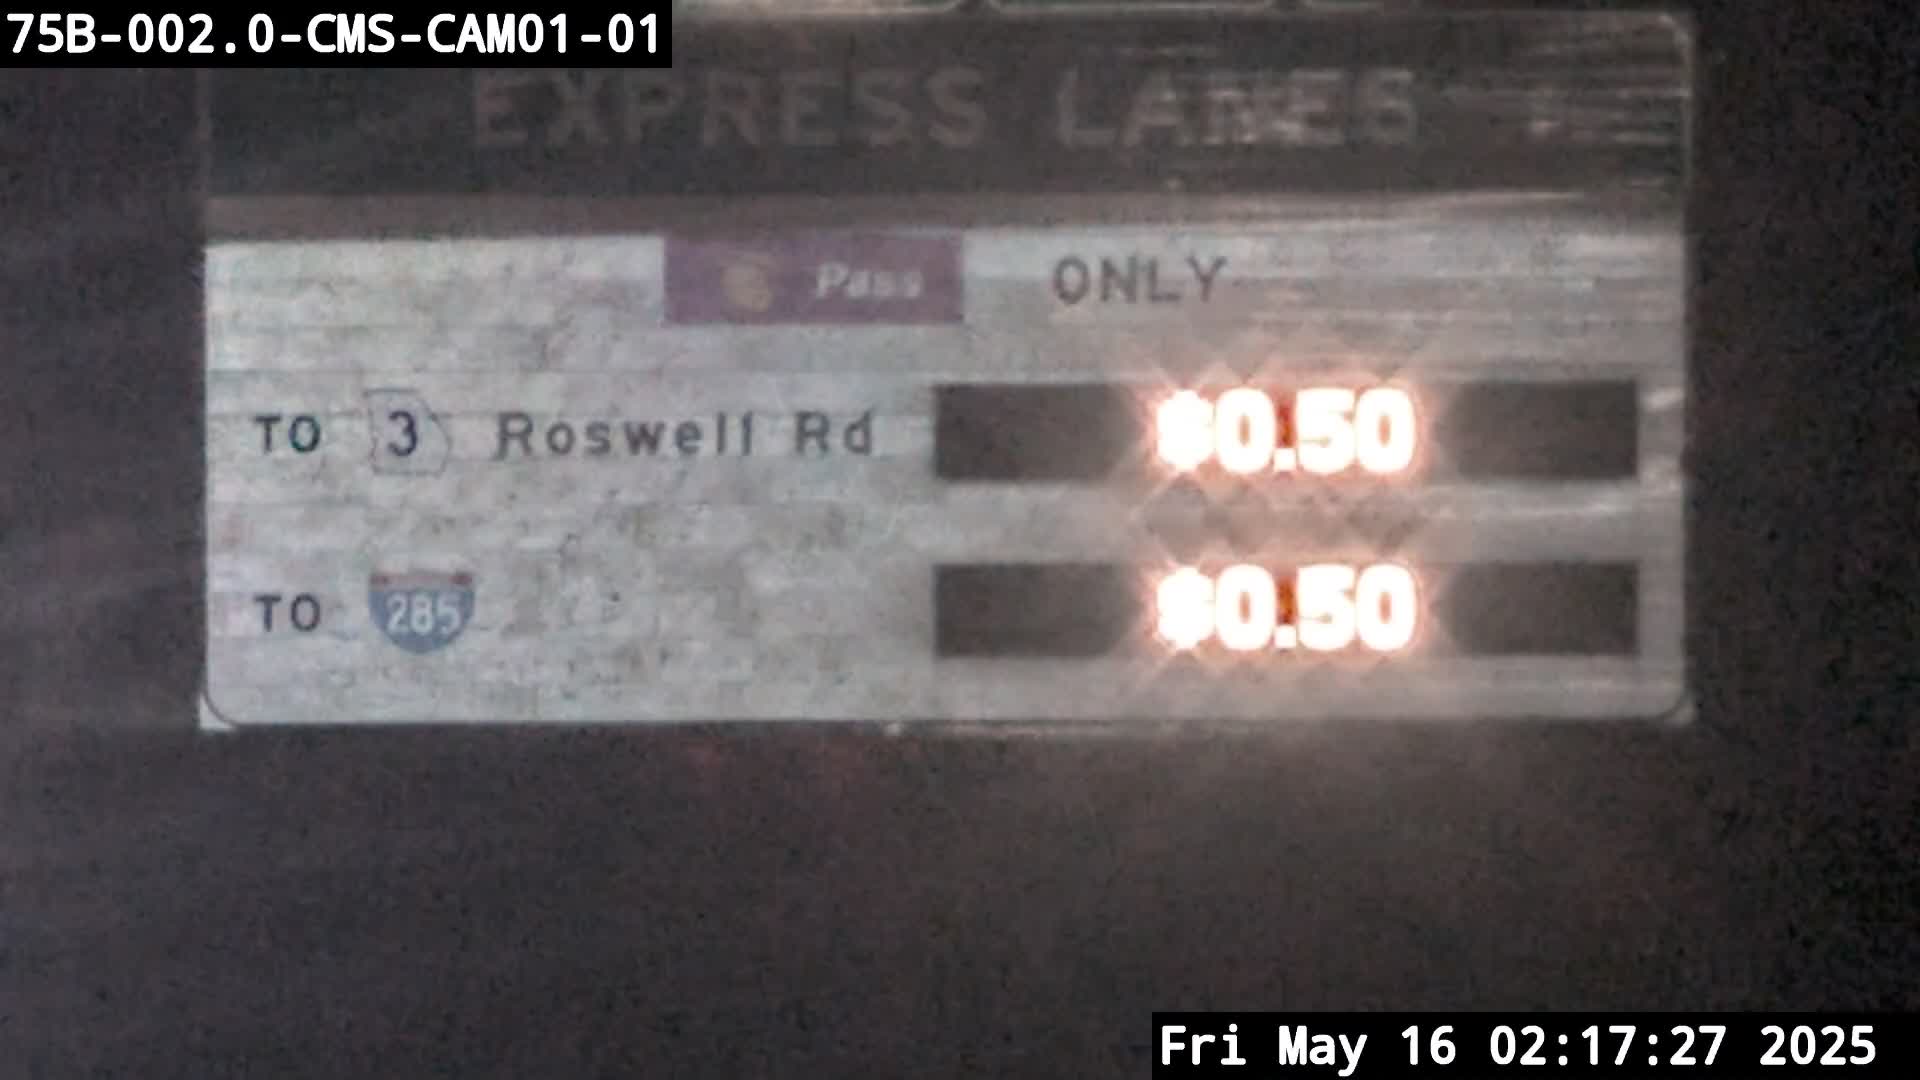 75B-002.0-CMS-CAM01-01
EXPRESS LANES
Pass ONLY
TO 3 Roswell Rd $0.50
TO 285 $0.50
Fri May 16 02:17:27 2025